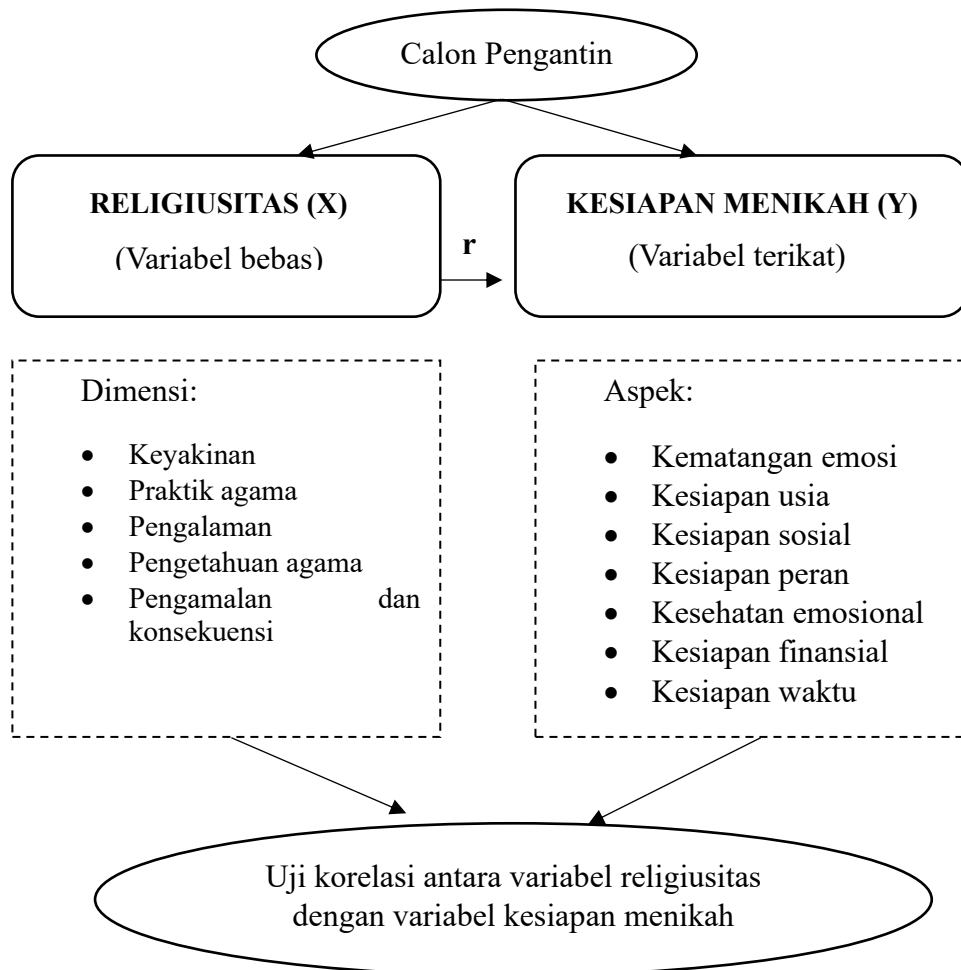 Calon Pengantin
RELIGIUSITAS (X)
(Variabel bebas)
r
KESIAPAN MENIKAH (Y)
(Variabel terikat)
Dimensi:
• Keyakinan
• Praktik agama
• Pengalaman
• Pengetahuan agama
• Pengamalan dan
konsekuensi
Aspek:
• Kematangan emosi
• Kesiapan usia
• Kesiapan sosial
• Kesiapan peran
• Kesehatan emosional
• Kesiapan finansial
• Kesiapan waktu
Uji korelasi antara variabel religiusitas
dengan variabel kesiapan menikah